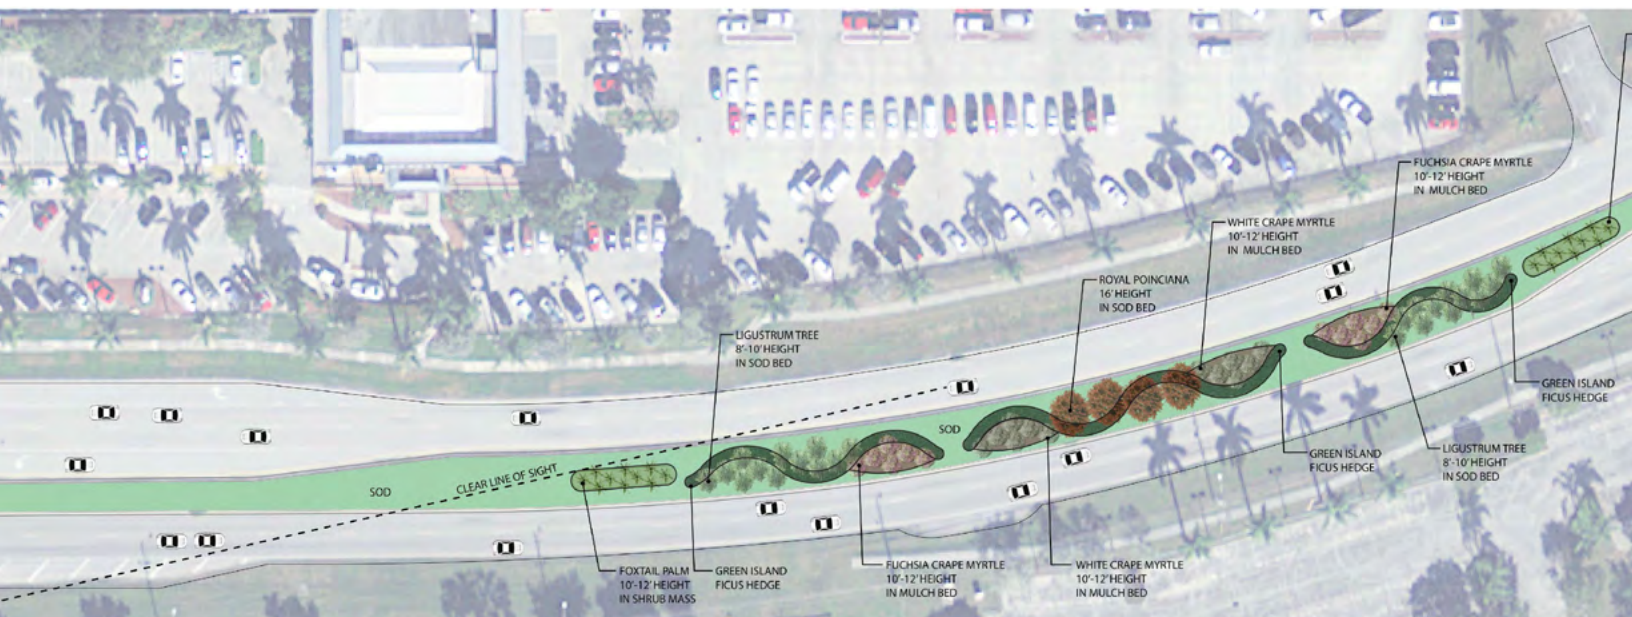 FUCHSIA CRAPE MYRTLE
10'-12' HEIGHT
IN MULCH BED
WHITE CRAPE MYRTLE
10'-12' HEIGHT
IN MULCH BED
ROYAL POINCIANA
16' HEIGHT
IN SOD BED
LIGUSTRUM TREE
8'-10' HEIGHT
IN SOD BED
GREEN ISLAND
FICUS HEDGE
SOD
GREEN ISLAND
FICUS HEDGE
LIGUSTRUM TREE
8'-10' HEIGHT
IN SOD BED
CLEAR LINE OF SIGHT
SOD
FOXTAIL PALM
10'-12' HEIGHT
IN SHRUB MASS
GREEN ISLAND
FICUS HEDGE
FUCHSIA CRAPE MYRTLE
10'-12' HEIGHT
IN MULCH BED
WHITE CRAPE MYRTLE
10'-12' HEIGHT
IN MULCH BED